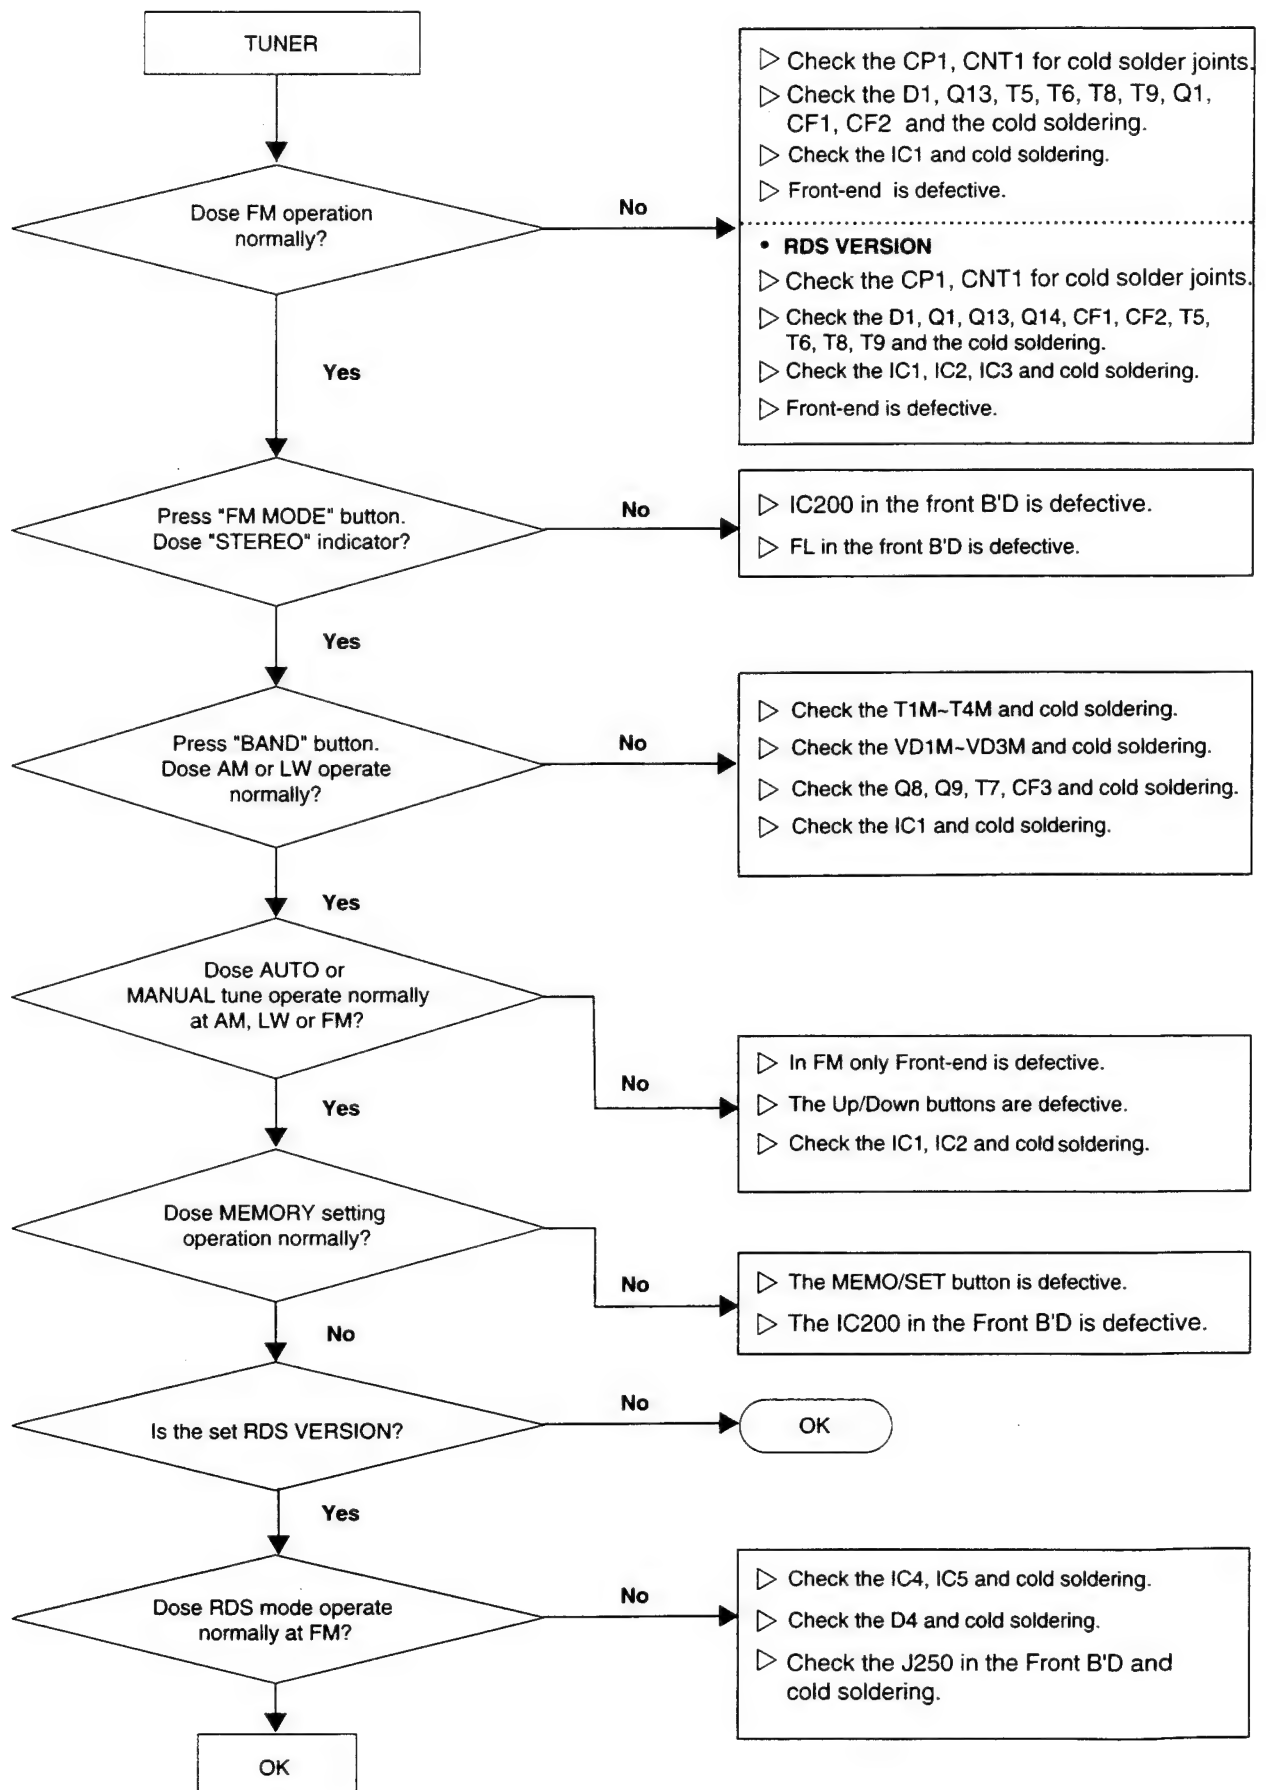 TUNER
Dose FM operation
normally?
No
▷ Check the CP1, CNT1 for cold solder joints.
▷ Check the D1, Q13, T5, T6, T8, T9, Q1,
CF1, CF2 and the cold soldering.
▷ Check the IC1 and cold soldering.
▷ Front-end is defective.
• RDS VERSION
▷ Check the CP1, CNT1 for cold solder joints.
▷ Check the D1, Q1, Q13, Q14, CF1, CF2, T5,
T6, T8, T9 and the cold soldering.
▷ Check the IC1, IC2, IC3 and cold soldering.
▷ Front-end is defective.
Yes
Press "FM MODE" button.
Dose "STEREO" indicator?
No
▷ IC200 in the front B'D is defective.
▷ FL in the front B'D is defective.
Yes
Press "BAND" button.
Dose AM or LW operate
normally?
No
▷ Check the T1M~T4M and cold soldering.
▷ Check the VD1M~VD3M and cold soldering.
▷ Check the Q8, Q9, T7, CF3 and cold soldering.
▷ Check the IC1 and cold soldering.
Yes
Dose AUTO or
MANUAL tune operate normally
at AM, LW or FM?
No
▷ In FM only Front-end is defective.
▷ The Up/Down buttons are defective.
▷ Check the IC1, IC2 and cold soldering.
Yes
Dose MEMORY setting
operation normally?
No
▷ The MEMO/SET button is defective.
▷ The IC200 in the Front B'D is defective.
No
Is the set RDS VERSION?
No
OK
Yes
Dose RDS mode operate
normally at FM?
No
▷ Check the IC4, IC5 and cold soldering.
▷ Check the D4 and cold soldering.
▷ Check the J250 in the Front B'D and
cold soldering.
OK